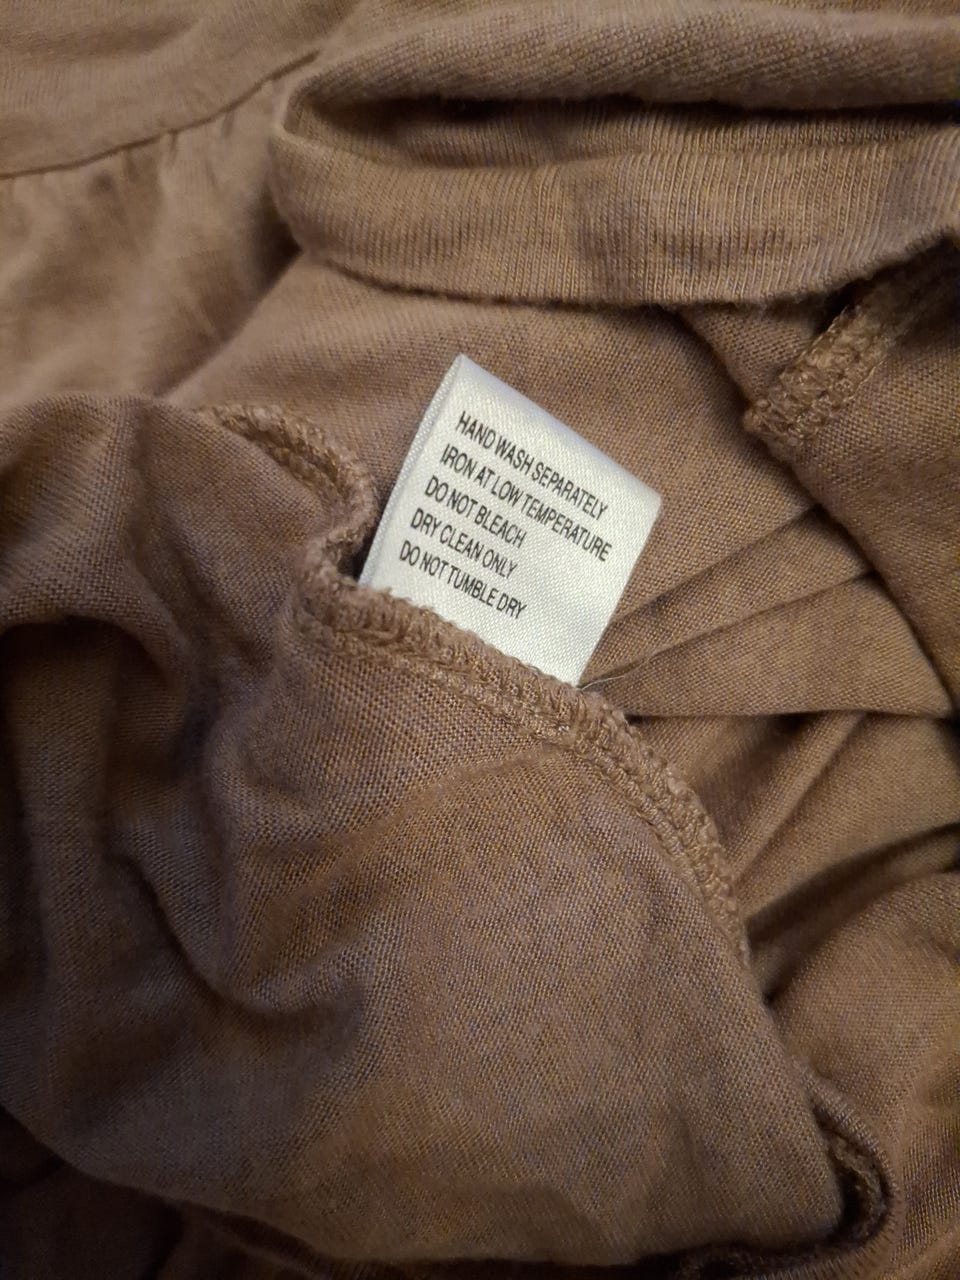 HAND WASH SEPARATELY
IRON AT LOW TEMPERATURE
DO NOT BLEACH
DRY CLEAN ONLY
DO NOT TUMBLE DRY